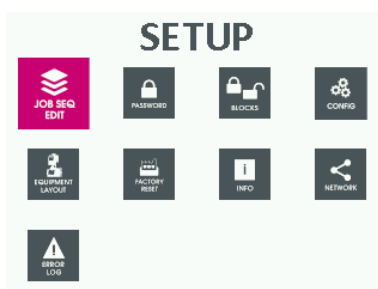 SETUP
JOB SEQ
EDIT
PASSWORD
BLOCKS
CONFIG
EQUIPMENT
LAYOUT
FACTORY
RESET
i
INFO
NETWORK
ERROR
LOG